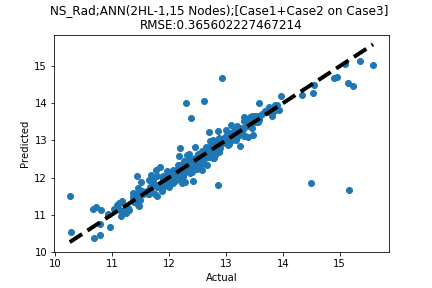 NS_Rad;ANN(2HL-1,15 Nodes);[Case1+Case2 on Case3]
RMSE:0.365602227467214
15
14
13
12
11
10
Predicted
10 11 12 13 14 15
Actual